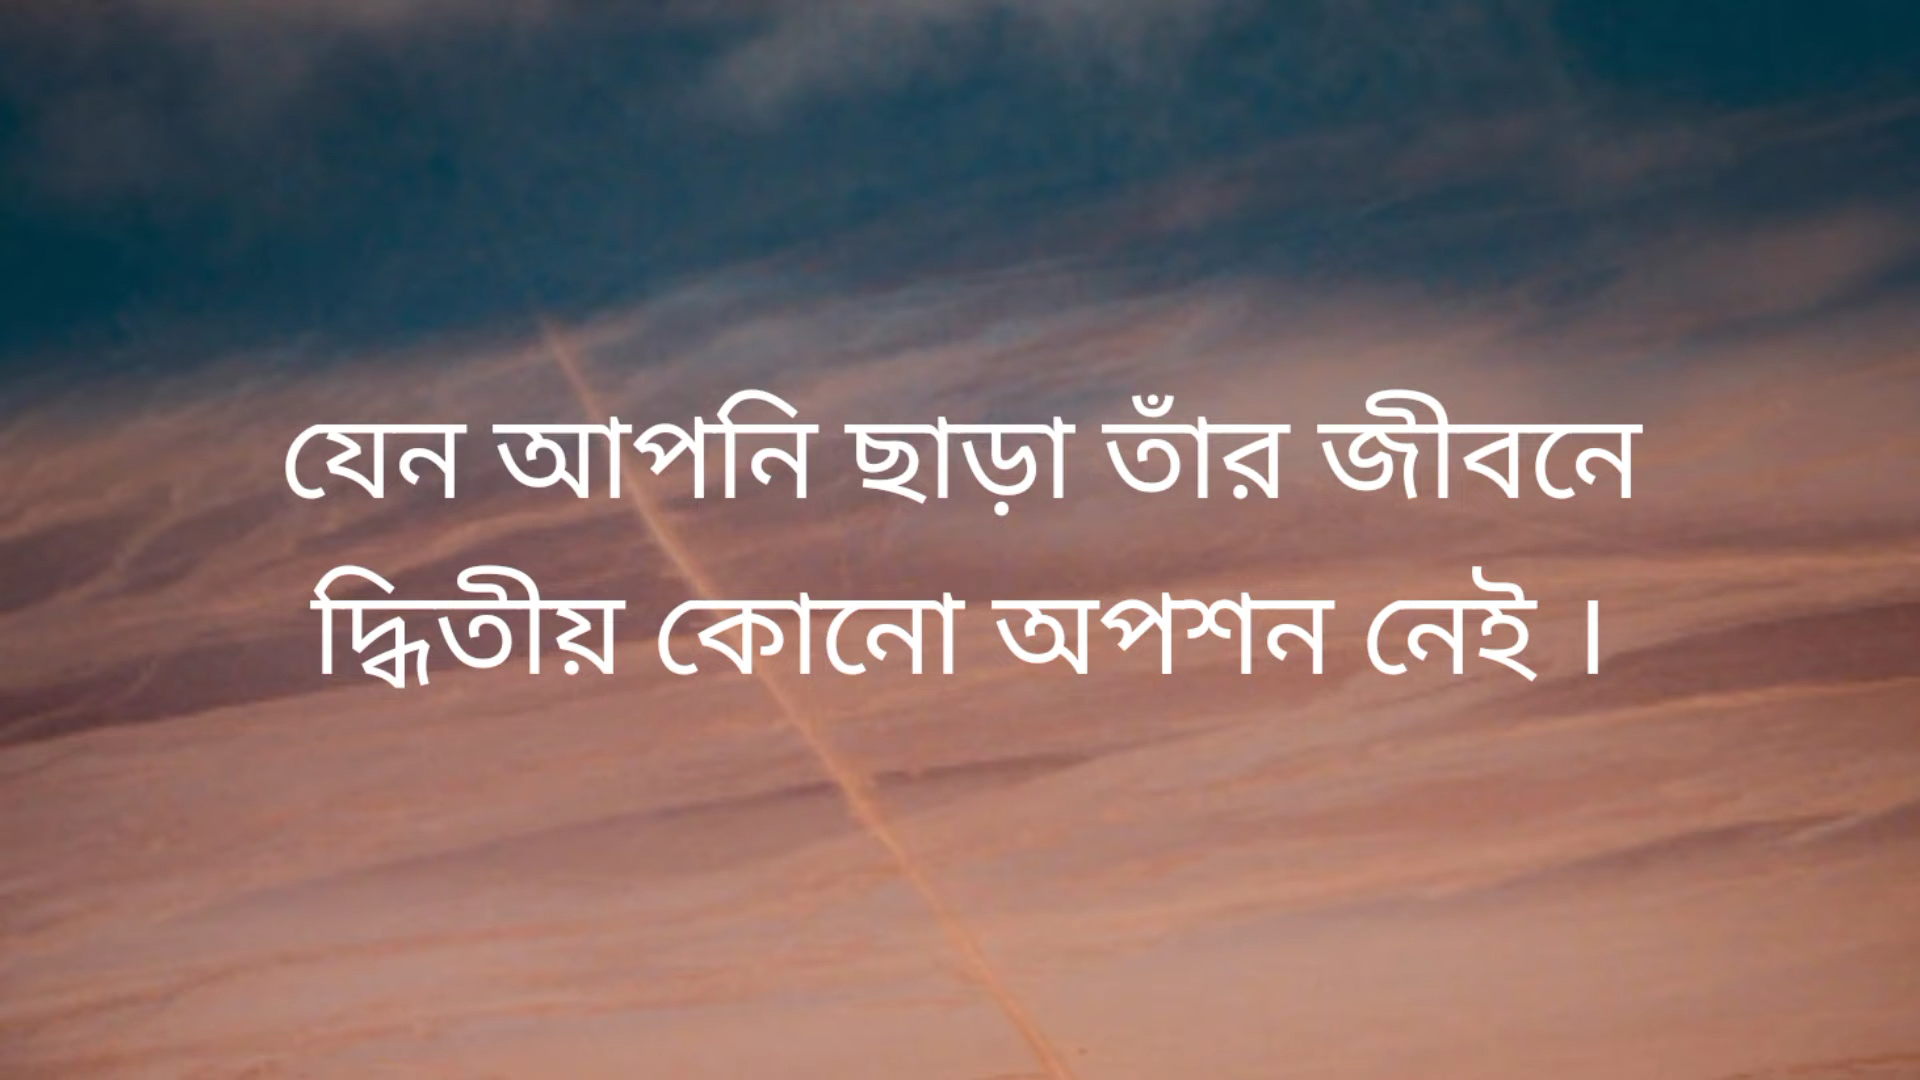 যেন আপনি ছাড়া তাঁর জীবনে
দ্ধিতীয় কোনো অপশন নেই ।